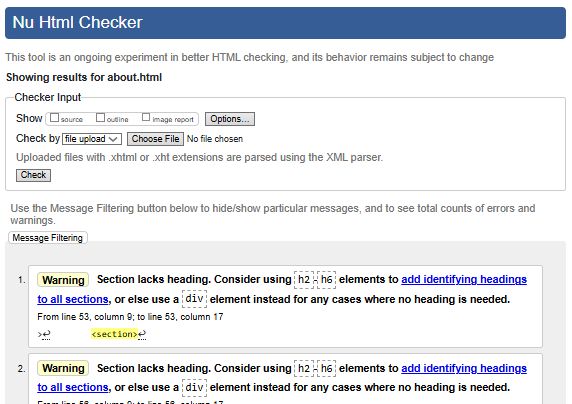 Nu Html Checker
This tool is an ongoing experiment in better HTML checking, and its behavior remains subject to change
Showing results for about.html
Checker Input
Show source outline image report Options...
Check by file upload Choose File No file chosen
Uploaded files with .xhtml or .xht extensions are parsed using the XML parser.
Check
Use the Message Filtering button below to hide/show particular messages, and to see total counts of errors and
warnings.
Message Filtering
1. Warning Section lacks heading. Consider using h2-h6 elements to add identifying headings
to all sections, or else use a div element instead for any cases where no heading is needed.
From line 53, column 9; to line 53, column 17
>↩ <section>↩
2. Warning Section lacks heading. Consider using h2-h6 elements to add identifying headings
to all sections, or else use a div element instead for any cases where no heading is needed.